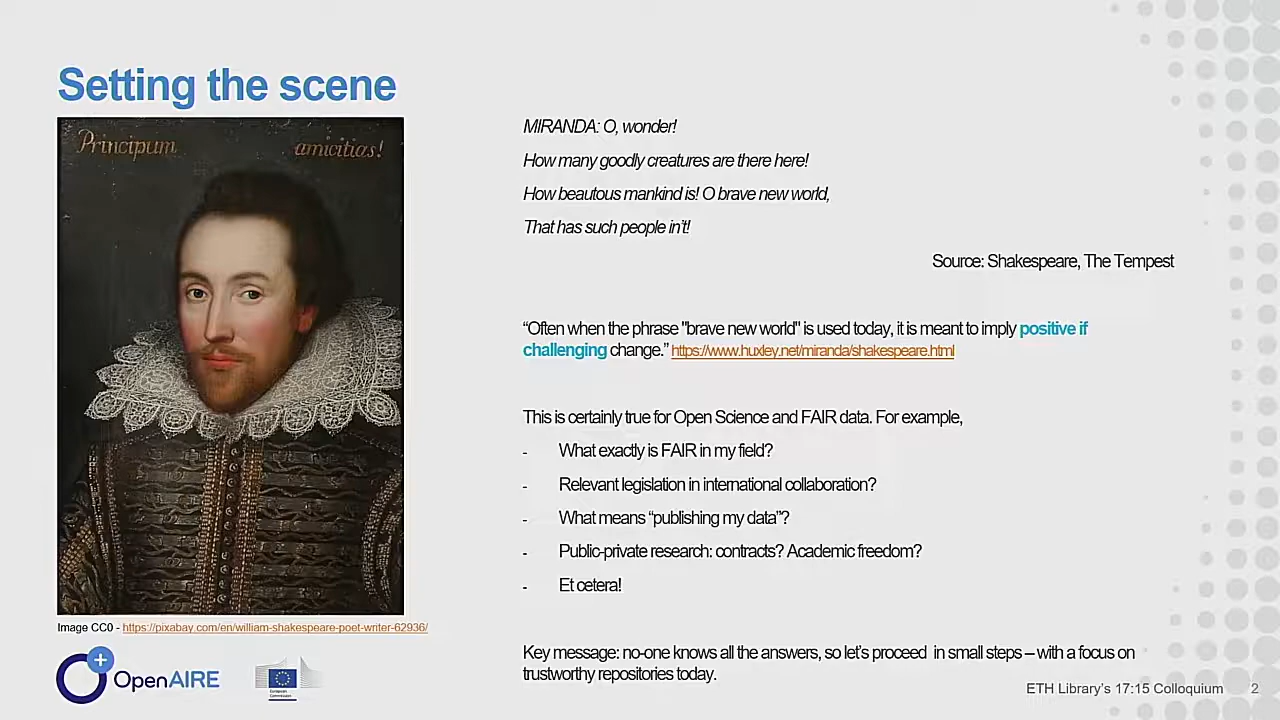 Setting the scene
Principum amicitias!
MIRANDA: O, wonder!
How many goodly creatures are there here!
How beautous mankind is! O brave new world,
That has such people in't!
Source: Shakespeare, The Tempest
“Often when the phrase "brave new world" is used today, it is meant to imply positive if
challenging change.” https://www.huxley.net/miranda/shakespeare.html
This is certainly true for Open Science and FAIR data. For example,
- What exactly is FAIR in my field?
- Relevant legislation in international collaboration?
- What means “publishing my data”?
- Public-private research: contracts? Academic freedom?
- Et cetera!
Image CC0 - https://pixabay.com/en/william-shakespeare-poet-writer-62936/
Key message: no-one knows all the answers, so let’s proceed in small steps – with a focus on
trustworthy repositories today.
OpenAIRE
European
Commission
ETH Library’s 17:15 Colloquium 2